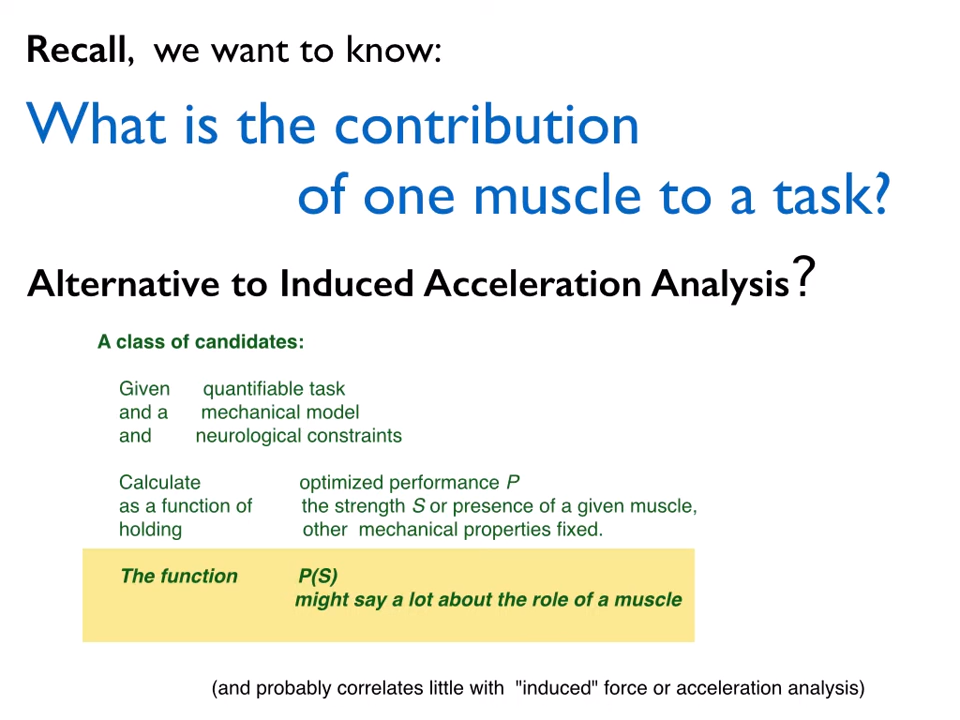 Recall, we want to know:
What is the contribution
of one muscle to a task?
Alternative to Induced Acceleration Analysis?
A class of candidates:
Given quantifiable task
and a mechanical model
and neurological constraints
Calculate optimized performance P
as a function of the strength S or presence of a given muscle,
holding other mechanical properties fixed.
The function P(S)
might say a lot about the role of a muscle
(and probably correlates little with "induced" force or acceleration analysis)